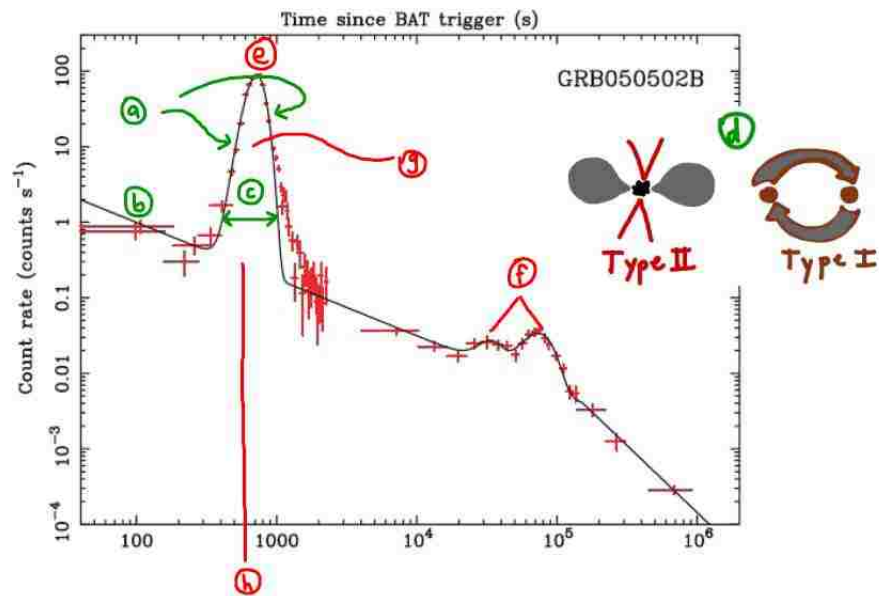 Time since BAT trigger (s)
GRB050502B
Count rate (counts s⁻¹)
100
10
1
0.1
0.01
10⁻³
10⁻⁴
100
1000
10⁴
10⁵
10⁶
a
b
c
d
e
f
g
h
Type II
Type I